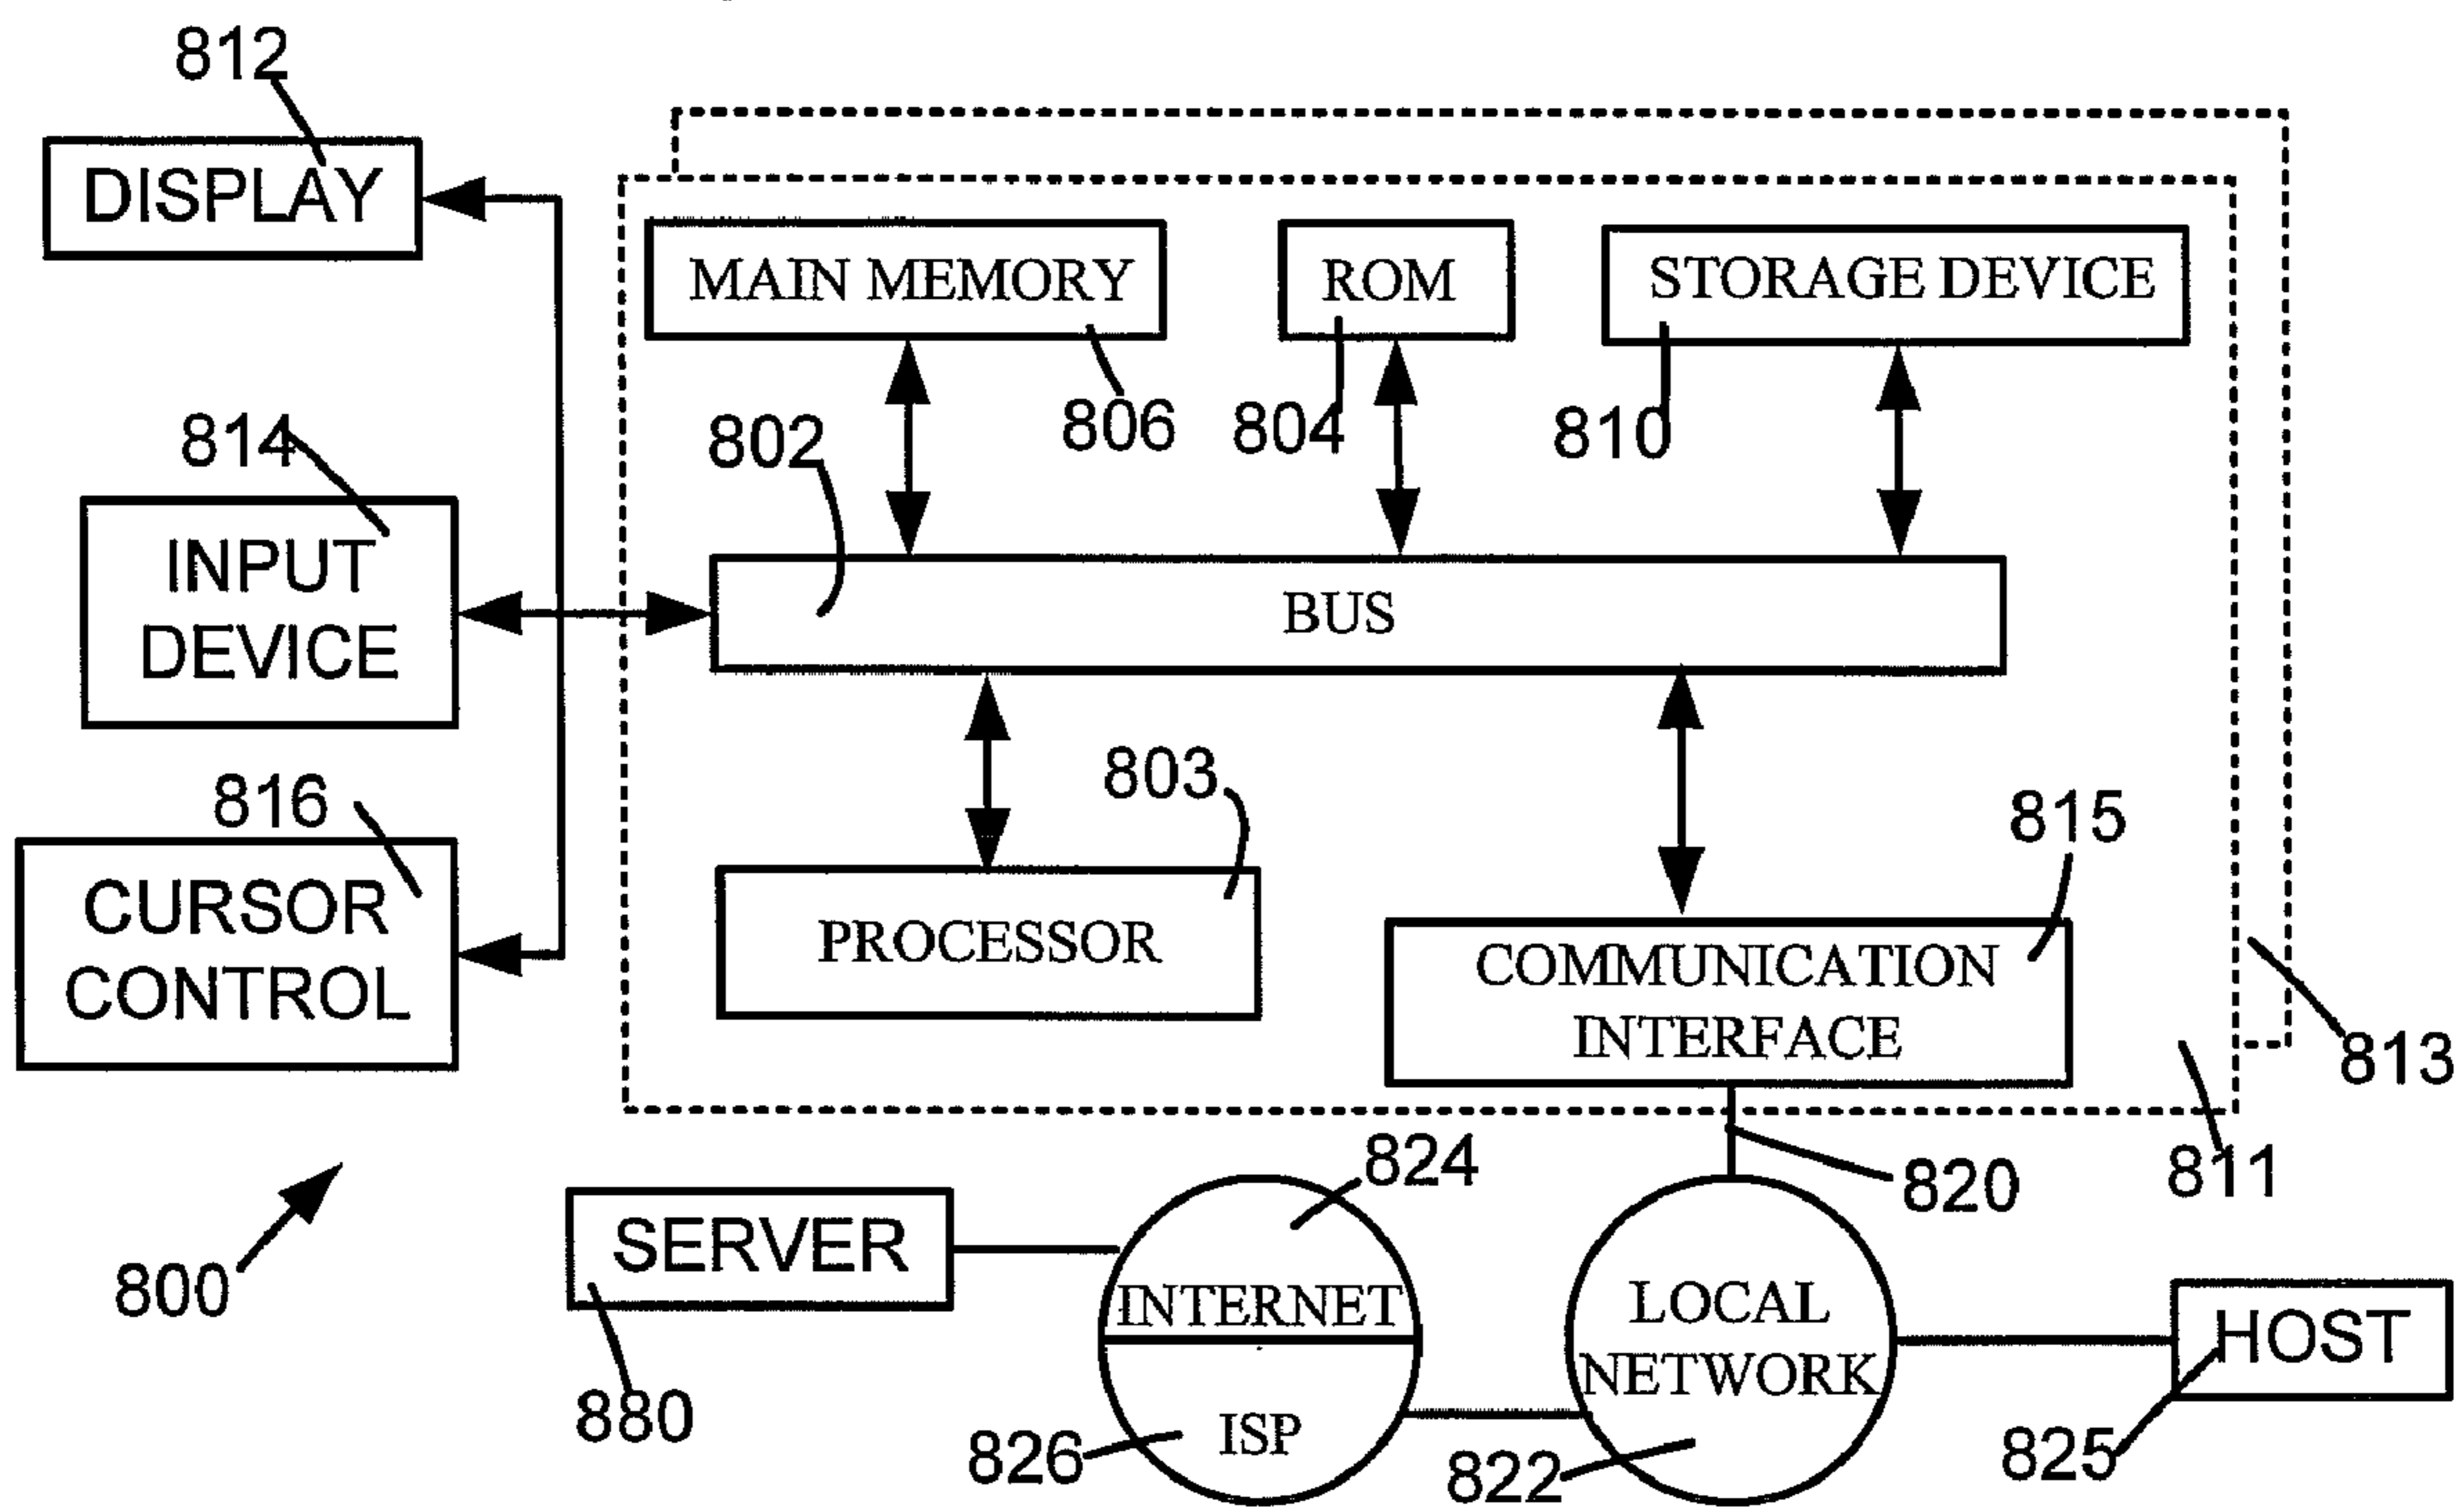 812
DISPLAY
MAIN MEMORY
ROM
STORAGE DEVICE
806
804
810
802
814
INPUT
DEVICE
BUS
803
816
815
CURSOR
CONTROL
PROCESSOR
COMMUNICATION
INTERFACE
813
811
820
824
800
SERVER
880
INTERNET
ISP
826
LOCAL
NETWORK
822
HOST
825